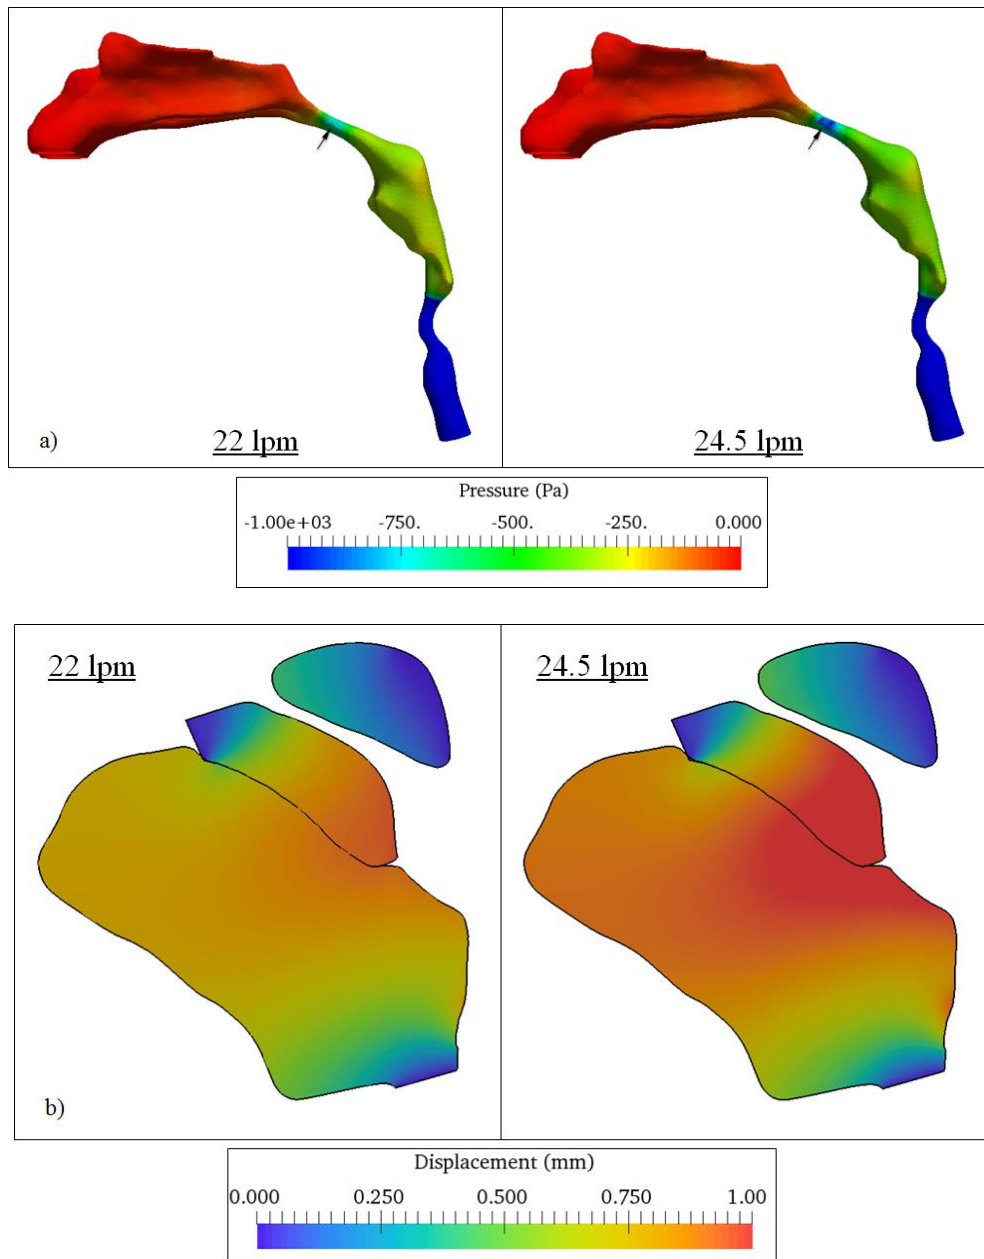 a)
22 lpm
24.5 lpm
Pressure (Pa)
-1.00e+03 -750. -500. -250. 0.000
22 lpm
24.5 lpm
b)
Displacement (mm)
0.000 0.250 0.500 0.750 1.00